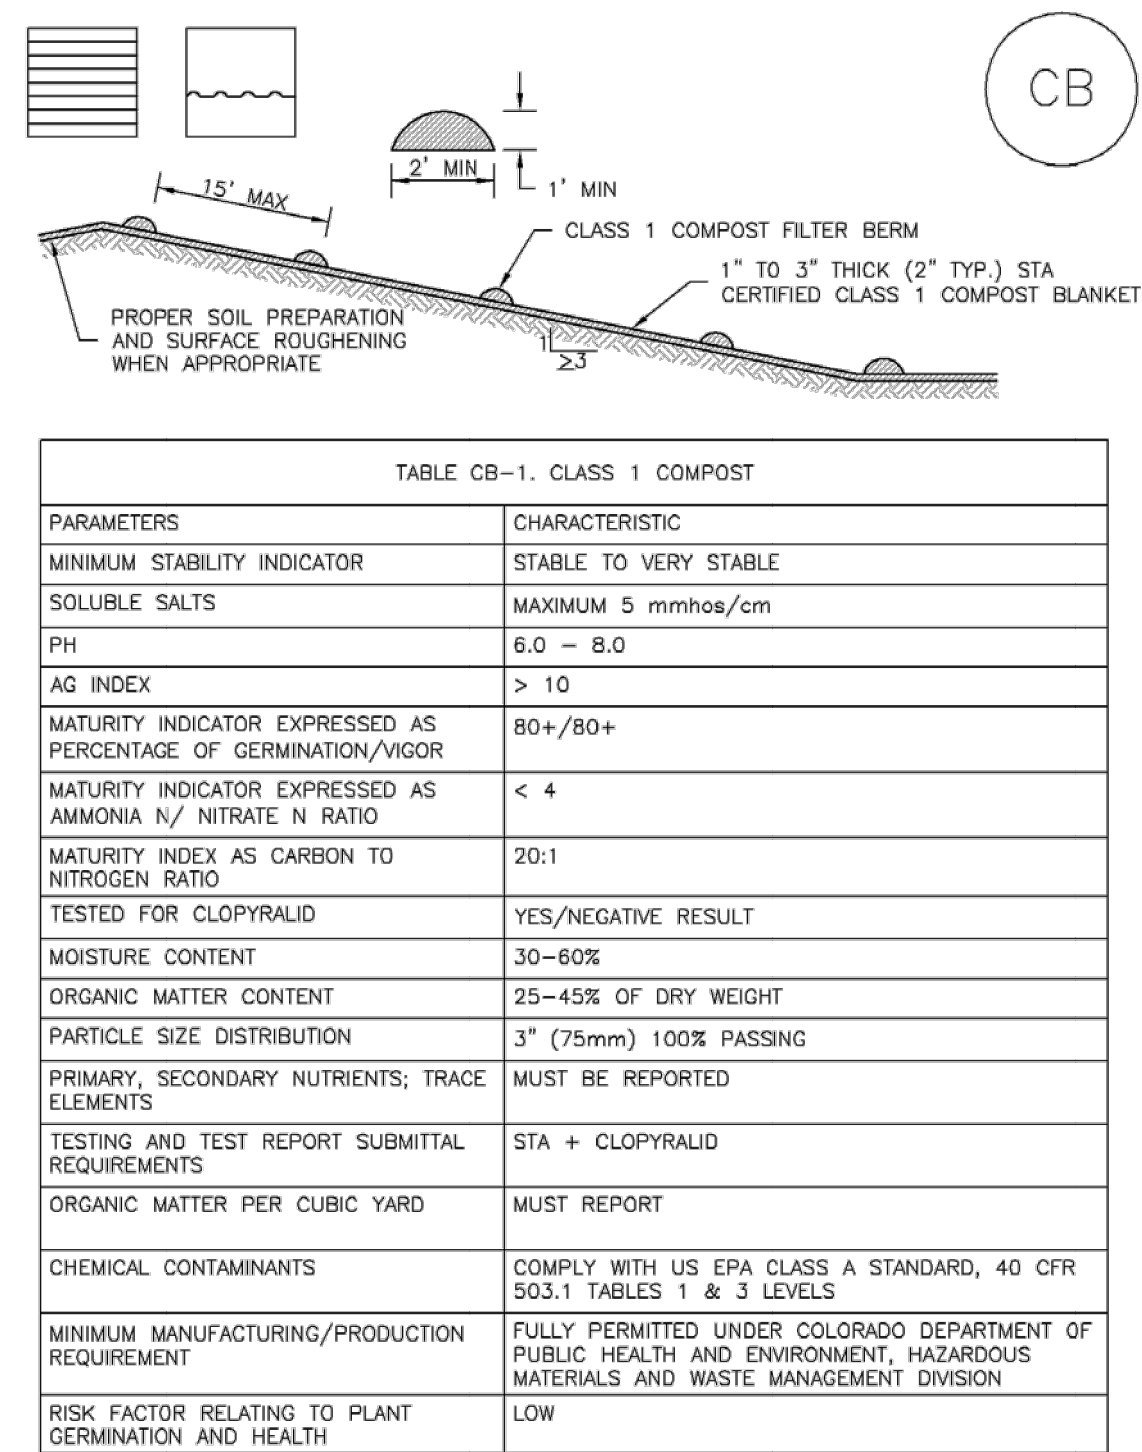 CB
2' MIN
1' MIN
15' MAX
CLASS 1 COMPOST FILTER BERM
1" TO 3" THICK (2" TYP.) STA
CERTIFIED CLASS 1 COMPOST BLANKET
PROPER SOIL PREPARATION
AND SURFACE ROUGHENING
WHEN APPROPRIATE
1
≥3
TABLE CB-1. CLASS 1 COMPOST
PARAMETERS
CHARACTERISTIC
MINIMUM STABILITY INDICATOR
STABLE TO VERY STABLE
SOLUBLE SALTS
MAXIMUM 5 mmhos/cm
PH
6.0 - 8.0
AG INDEX
> 10
MATURITY INDICATOR EXPRESSED AS
PERCENTAGE OF GERMINATION/VIGOR
80+/80+
MATURITY INDICATOR EXPRESSED AS
AMMONIA N/ NITRATE N RATIO
< 4
MATURITY INDEX AS CARBON TO
NITROGEN RATIO
20:1
TESTED FOR CLOPYRALID
YES/NEGATIVE RESULT
MOISTURE CONTENT
30-60%
ORGANIC MATTER CONTENT
25-45% OF DRY WEIGHT
PARTICLE SIZE DISTRIBUTION
3" (75mm) 100% PASSING
PRIMARY, SECONDARY NUTRIENTS; TRACE
ELEMENTS
MUST BE REPORTED
TESTING AND TEST REPORT SUBMITTAL
REQUIREMENTS
STA + CLOPYRALID
ORGANIC MATTER PER CUBIC YARD
MUST REPORT
CHEMICAL CONTAMINANTS
COMPLY WITH US EPA CLASS A STANDARD, 40 CFR
503.1 TABLES 1 & 3 LEVELS
MINIMUM MANUFACTURING/PRODUCTION
REQUIREMENT
FULLY PERMITTED UNDER COLORADO DEPARTMENT OF
PUBLIC HEALTH AND ENVIRONMENT, HAZARDOUS
MATERIALS AND WASTE MANAGEMENT DIVISION
RISK FACTOR RELATING TO PLANT
GERMINATION AND HEALTH
LOW